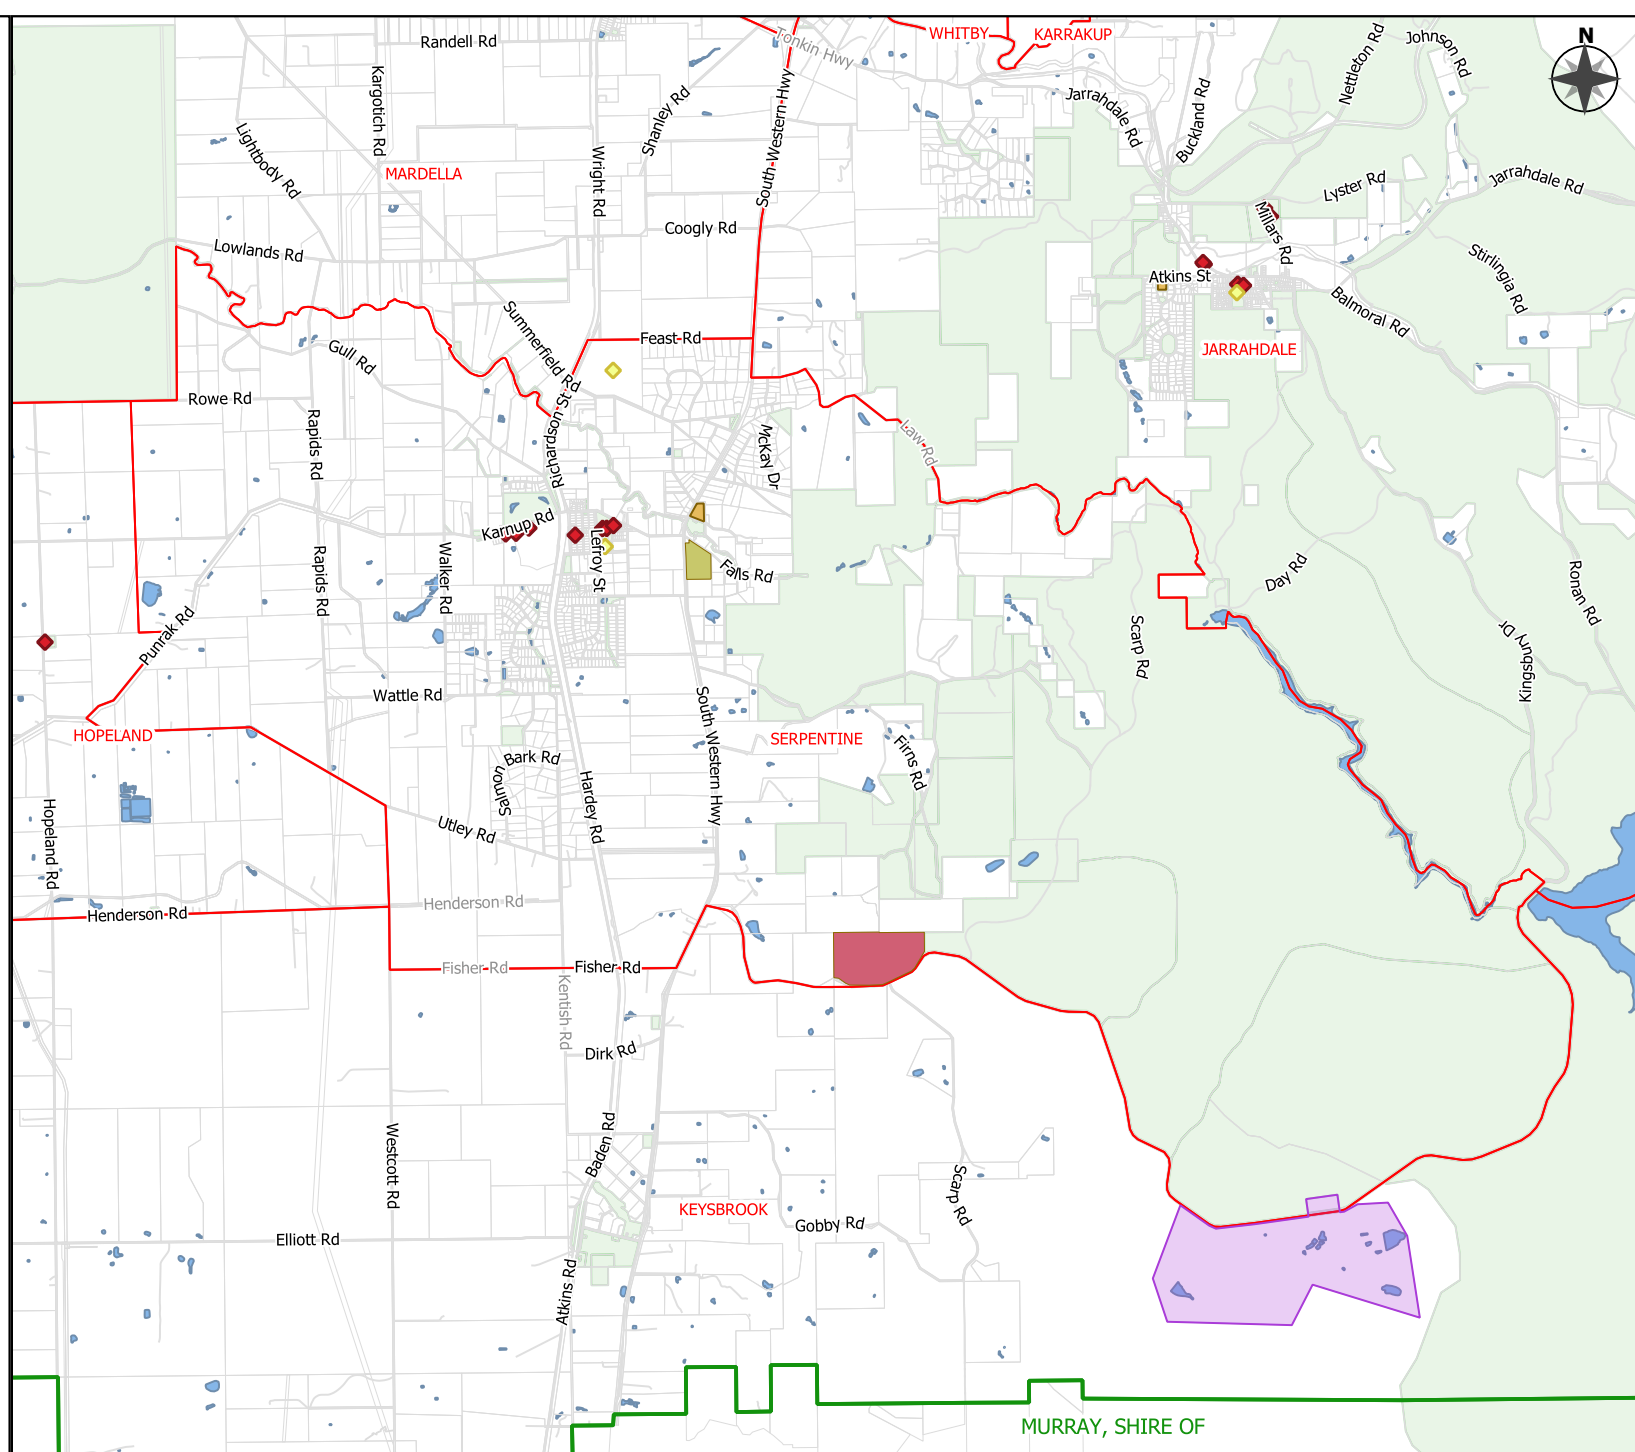 N
WHITBY
KARRAKUP
Johnson Rd
Nettleton Rd
Randell Rd
Tonkin Hwy
Kargotich Rd
Shanley Rd
South-Western-Hwy
Jarrahdale Rd
Buckland Rd
Lightbody Rd
MARDELLA
Wright Rd
Lyster Rd
Jarrahdale Rd
Coogly Rd
Millars Rd
Lowlands Rd
Stirlingia Rd
Atkins St
Balmoral Rd
Summerfield Rd
Feast Rd
JARRAHDALE
Gull Rd
Rowe Rd
Richardson St
Rapids Rd
McKay Dr
Law Rd
Karnup Rd
Lefroy St
Falls Rd
Day Rd
Ronan Rd
Rapids Rd
Walker Rd
Punrak Rd
Scarp Rd
Kingsbury Dr
Wattle Rd
South Western Hwy
HOPELAND
SERPENTINE
Firns Rd
Bark Rd
Salmon
Hardey Rd
Hopeland Rd
Utley Rd
Henderson Rd
Henderson Rd
Fisher Rd
Fisher Rd
Kentish Rd
Dirk Rd
Baden Rd
Westcott Rd
Scarp Rd
KEYSBROOK
Gobby Rd
Elliott Rd
Atkins Rd
MURRAY, SHIRE OF